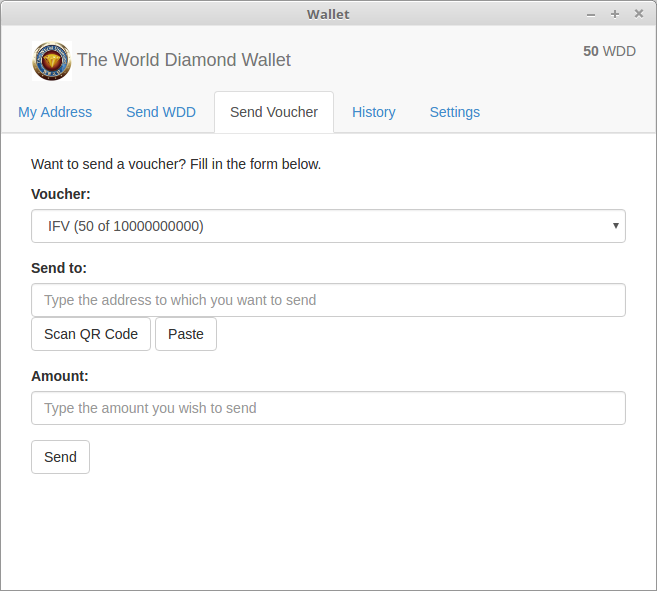 Wallet
The World Diamond Wallet
50 WDD
My Address Send WDD Send Voucher History Settings
Want to send a voucher? Fill in the form below.
Voucher:
IFV (50 of 10000000000)
Send to:
Type the address to which you want to send
Scan QR Code Paste
Amount:
Type the amount you wish to send
Send